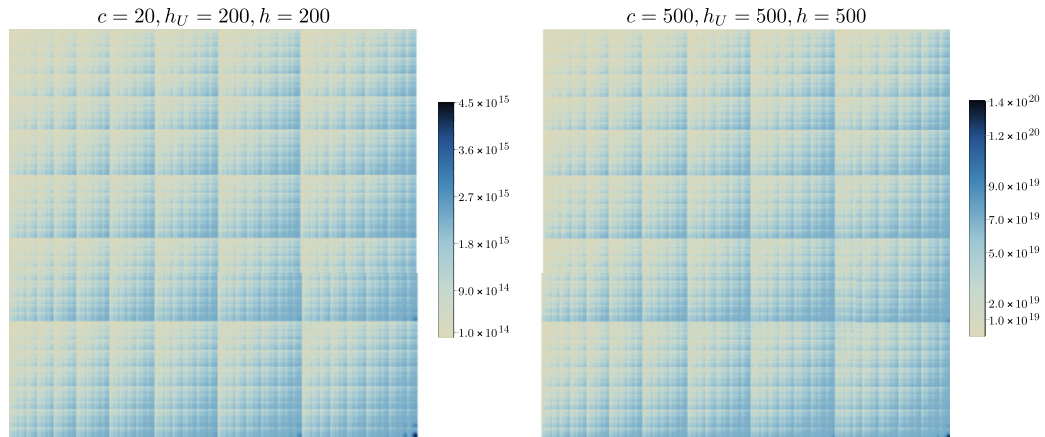 c = 20, h_U = 200, h = 200
4.5 × 10^15
3.6 × 10^15
2.7 × 10^15
1.8 × 10^15
9.0 × 10^14
1.0 × 10^14
c = 500, h_U = 500, h = 500
1.4 × 10^20
1.2 × 10^20
9.0 × 10^19
7.0 × 10^19
5.0 × 10^19
2.0 × 10^19
1.0 × 10^19